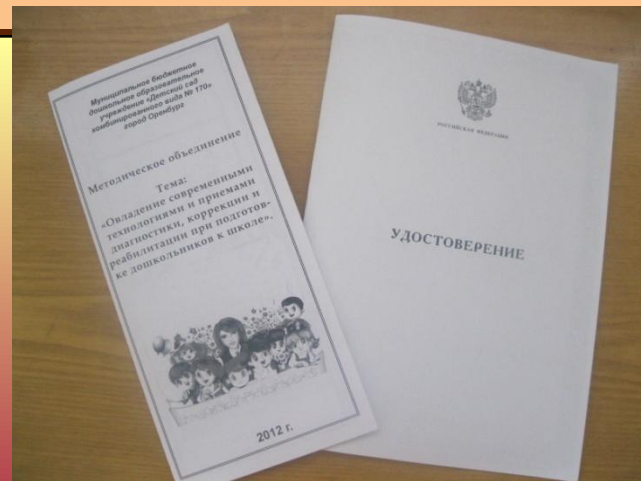 Муниципальное бюджетное
дошкольное образовательное
учреждение «Детский сад
комбинированного вида № 170»
город Оренбург
Методическое объединение
Тема:
«Овладение современными
технологиями и приемами
диагностики, коррекции и
реабилитации при подготов-
ке дошкольников к школе».
2012 г.
РОССИЙСКАЯ ФЕДЕРАЦИЯ
УДОСТОВЕРЕНИЕ